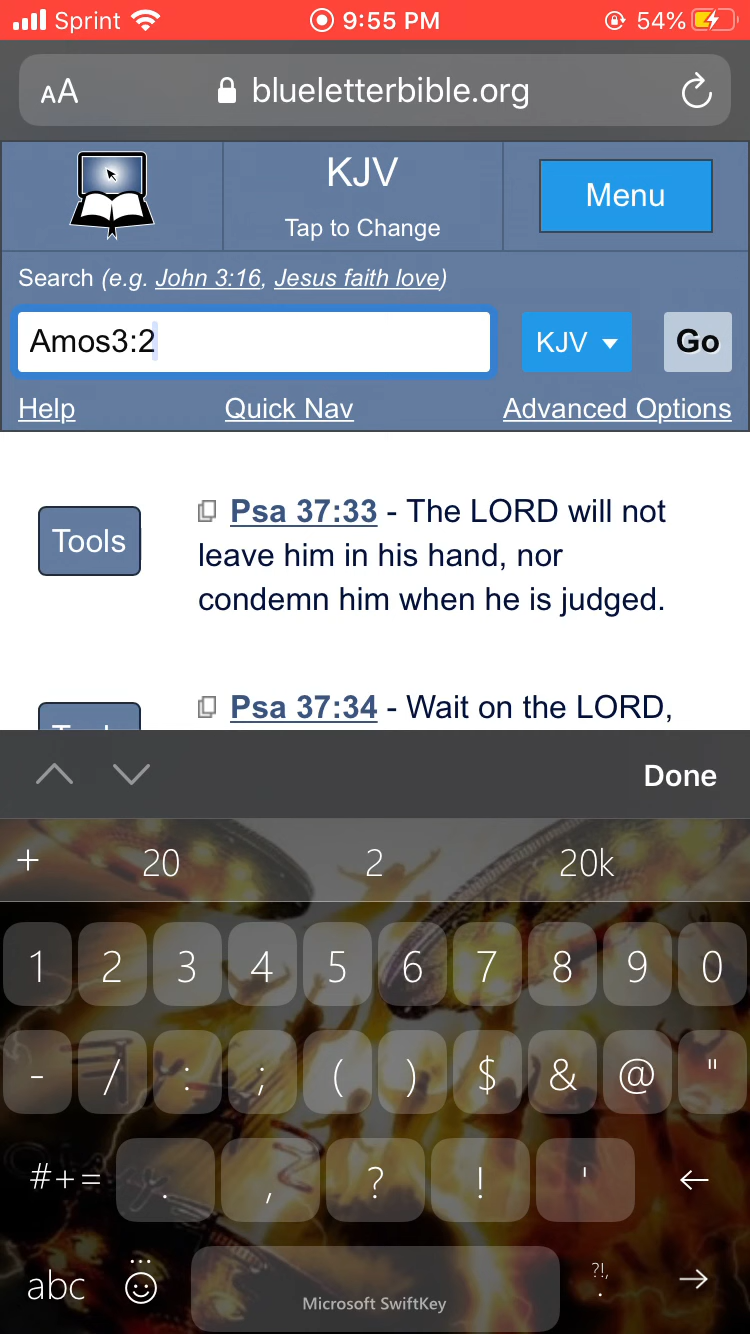 Sprint 9:55 PM 54%
AA blueletterbible.org
KJV
Tap to Change
Menu
Search (e.g. John 3:16, Jesus faith love)
Amos3:2 KJV Go
Help Quick Nav Advanced Options
Tools
Psa 37:33 - The LORD will not
leave him in his hand, nor
condemn him when he is judged.
Psa 37:34 - Wait on the LORD,
Done
+ 20 2 20k
1 2 3 4 5 6 7 8 9 0
- / : ; ( ) $ & @ "
#+= . , ? ! ' ←
abc ?!, . →
Microsoft SwiftKey